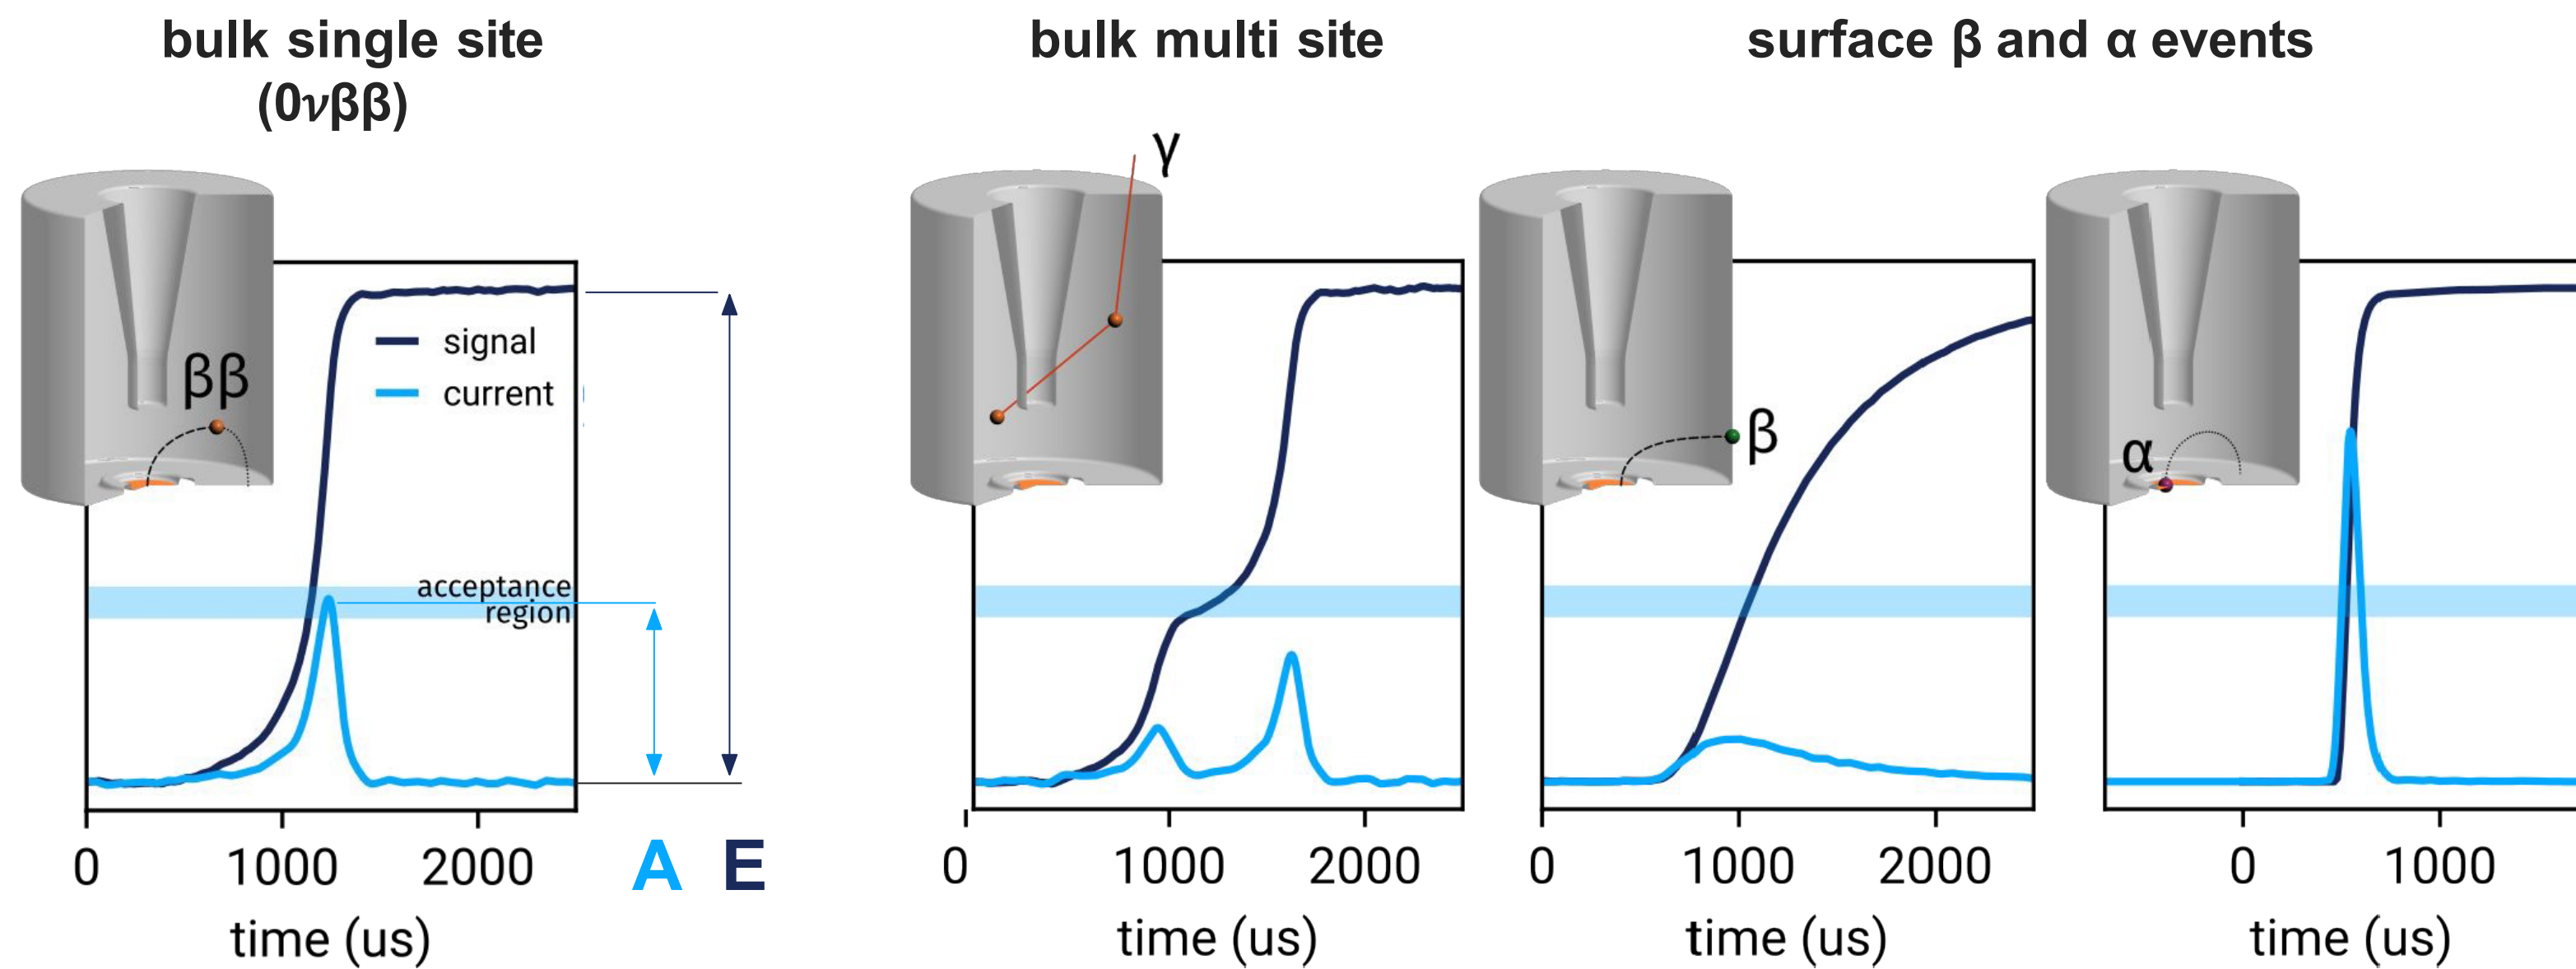 bulk single site
(0νββ)
bulk multi site
surface β and α events
γ
signal
current
ββ
β
α
acceptance
region
0
1000
2000
A
E
0
1000
2000
0
1000
2000
0
1000
time (us)
time (us)
time (us)
time (us)